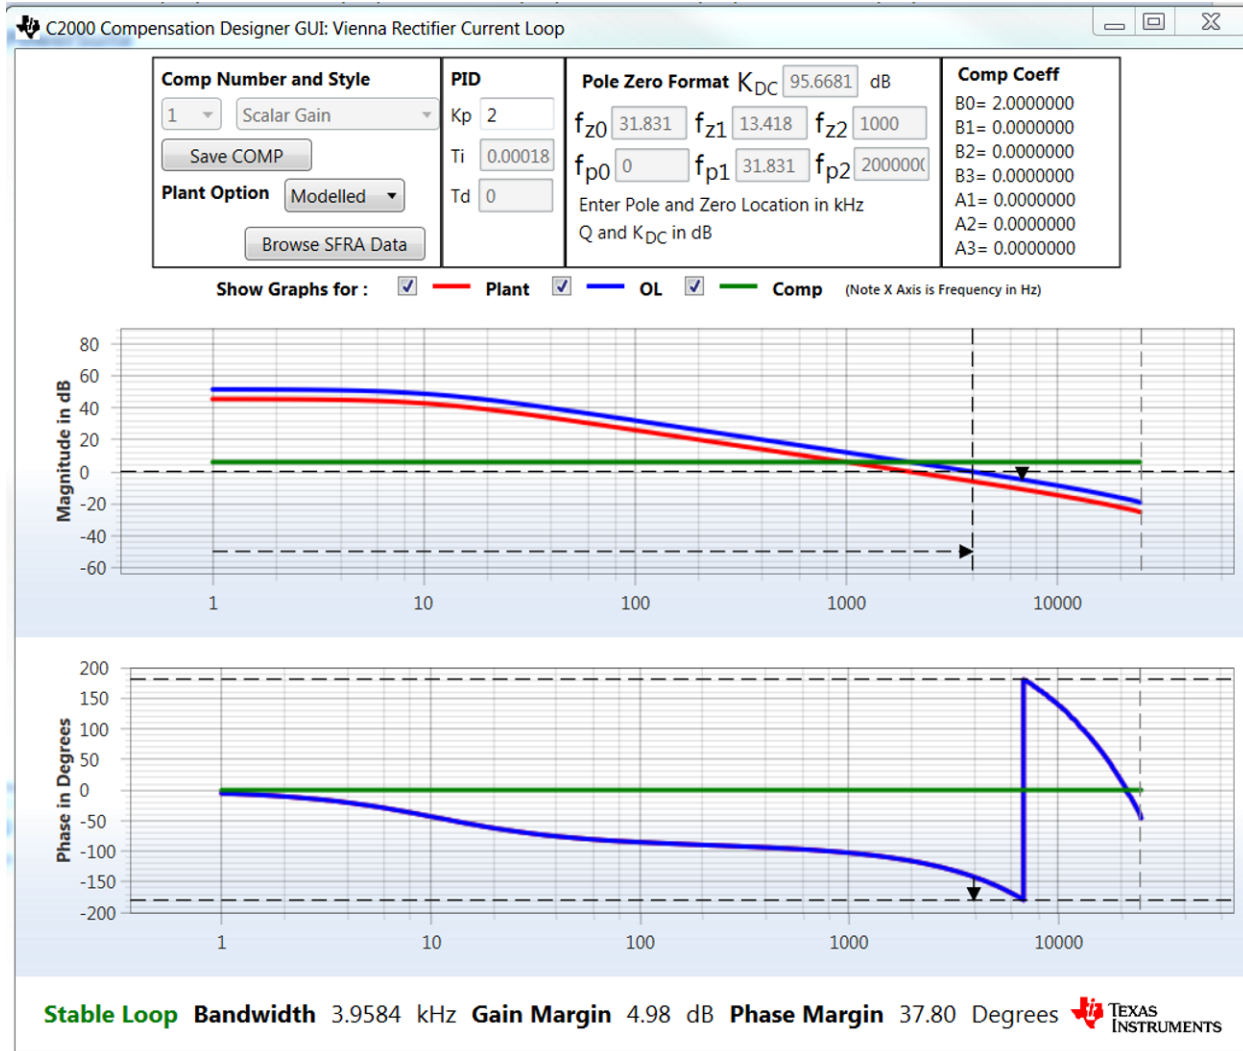 C2000 Compensation Designer GUI: Vienna Rectifier Current Loop
Comp Number and Style
1 Scalar Gain
Save COMP
Plant Option Modelled
Browse SFRA Data
PID
Kp 2
Ti 0.00018
Td 0
Pole Zero Format KDC 95.6681 dB
fz0 31.831 fz1 13.418 fz2 1000
fp0 0 fp1 31.831 fp2 200000(
Enter Pole and Zero Location in kHz
Q and KDC in dB
Comp Coeff
B0= 2.0000000
B1= 0.0000000
B2= 0.0000000
B3= 0.0000000
A1= 0.0000000
A2= 0.0000000
A3= 0.0000000
Show Graphs for : Plant OL Comp (Note X Axis is Frequency in Hz)
Magnitude in dB
80
60
40
20
0
-20
-40
-60
1 10 100 1000 10000
Phase in Degrees
200
150
100
50
0
-50
-100
-150
-200
1 10 100 1000 10000
Stable Loop Bandwidth 3.9584 kHz Gain Margin 4.98 dB Phase Margin 37.80 Degrees
TEXAS
INSTRUMENTS